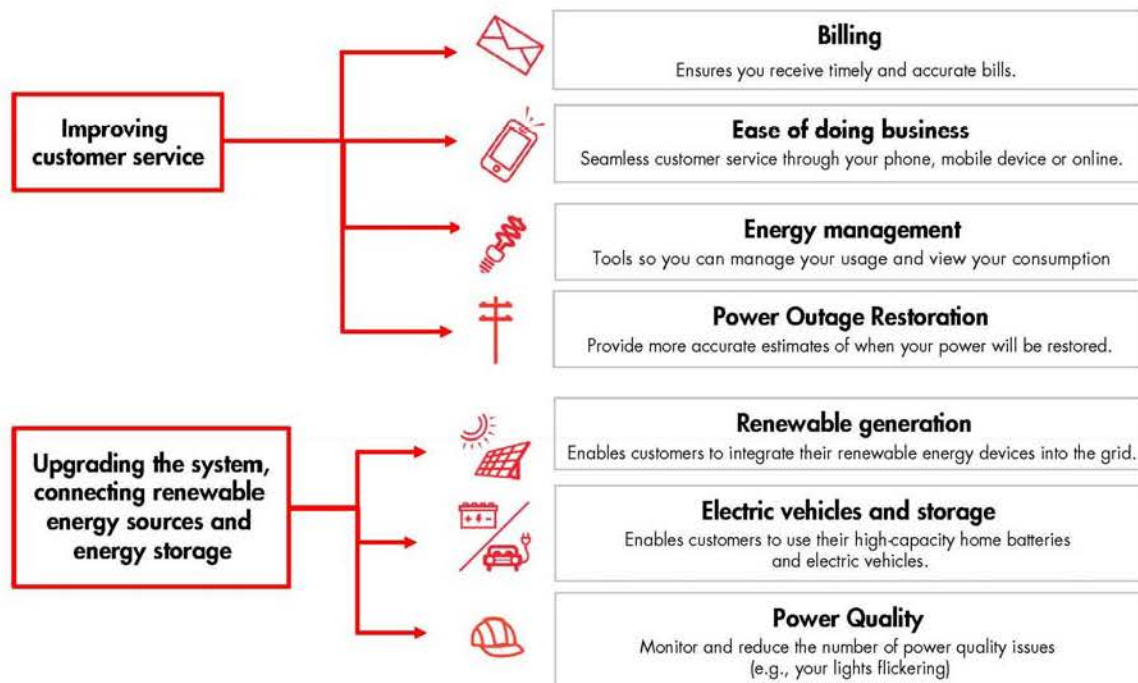 Improving
customer service
Billing
Ensures you receive timely and accurate bills.
Ease of doing business
Seamless customer service through your phone, mobile device or online.
Energy management
Tools so you can manage your usage and view your consumption
Power Outage Restoration
Provide more accurate estimates of when your power will be restored.
Upgrading the system,
connecting renewable
energy sources and
energy storage
Renewable generation
Enables customers to integrate their renewable energy devices into the grid.
Electric vehicles and storage
Enables customers to use their high-capacity home batteries
and electric vehicles.
Power Quality
Monitor and reduce the number of power quality issues
(e.g., your lights flickering)